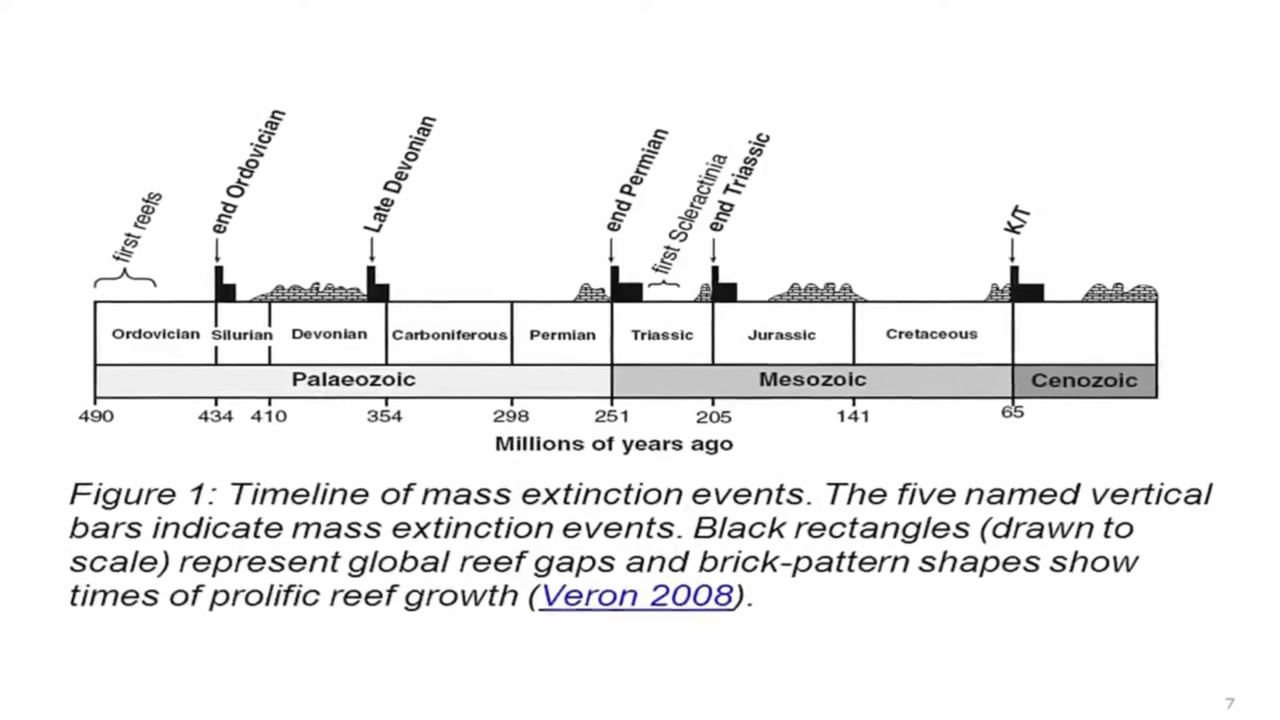 first reefs
end Ordovician
Late Devonian
end Permian
first Scleractinia
end Triassic
K/T
Ordovician Silurian Devonian Carboniferous Permian Triassic Jurassic Cretaceous
Palaeozoic Mesozoic Cenozoic
490 434 410 354 298 251 205 141 65
Millions of years ago
Figure 1: Timeline of mass extinction events. The five named vertical
bars indicate mass extinction events. Black rectangles (drawn to
scale) represent global reef gaps and brick-pattern shapes show
times of prolific reef growth (Veron 2008).
7